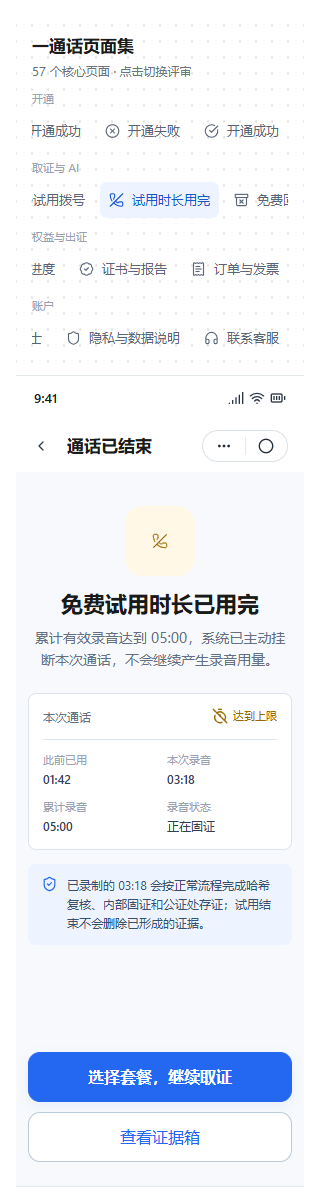 一通话页面集
57 个核心页面 · 点击切换评审
开通
开通成功 开通失败 开通成功
取证与 AI
试用拨号 试用时长用完 免费
权益与出证
进度 证书与报告 订单与发票
账户
士 隐私与数据说明 联系客服
9:41
通话已结束
免费试用时长已用完
累计有效录音达到 05:00，系统已主动挂
断本次通话，不会继续产生录音用量。
本次通话 达到上限
此前已用 本次录音
01:42 03:18
累计录音 录音状态
05:00 正在固证
已录制的 03:18 会按正常流程完成哈希
复核、内部固证和公证处存证；试用结
束不会删除已形成的证据。
选择套餐，继续取证
查看证据箱